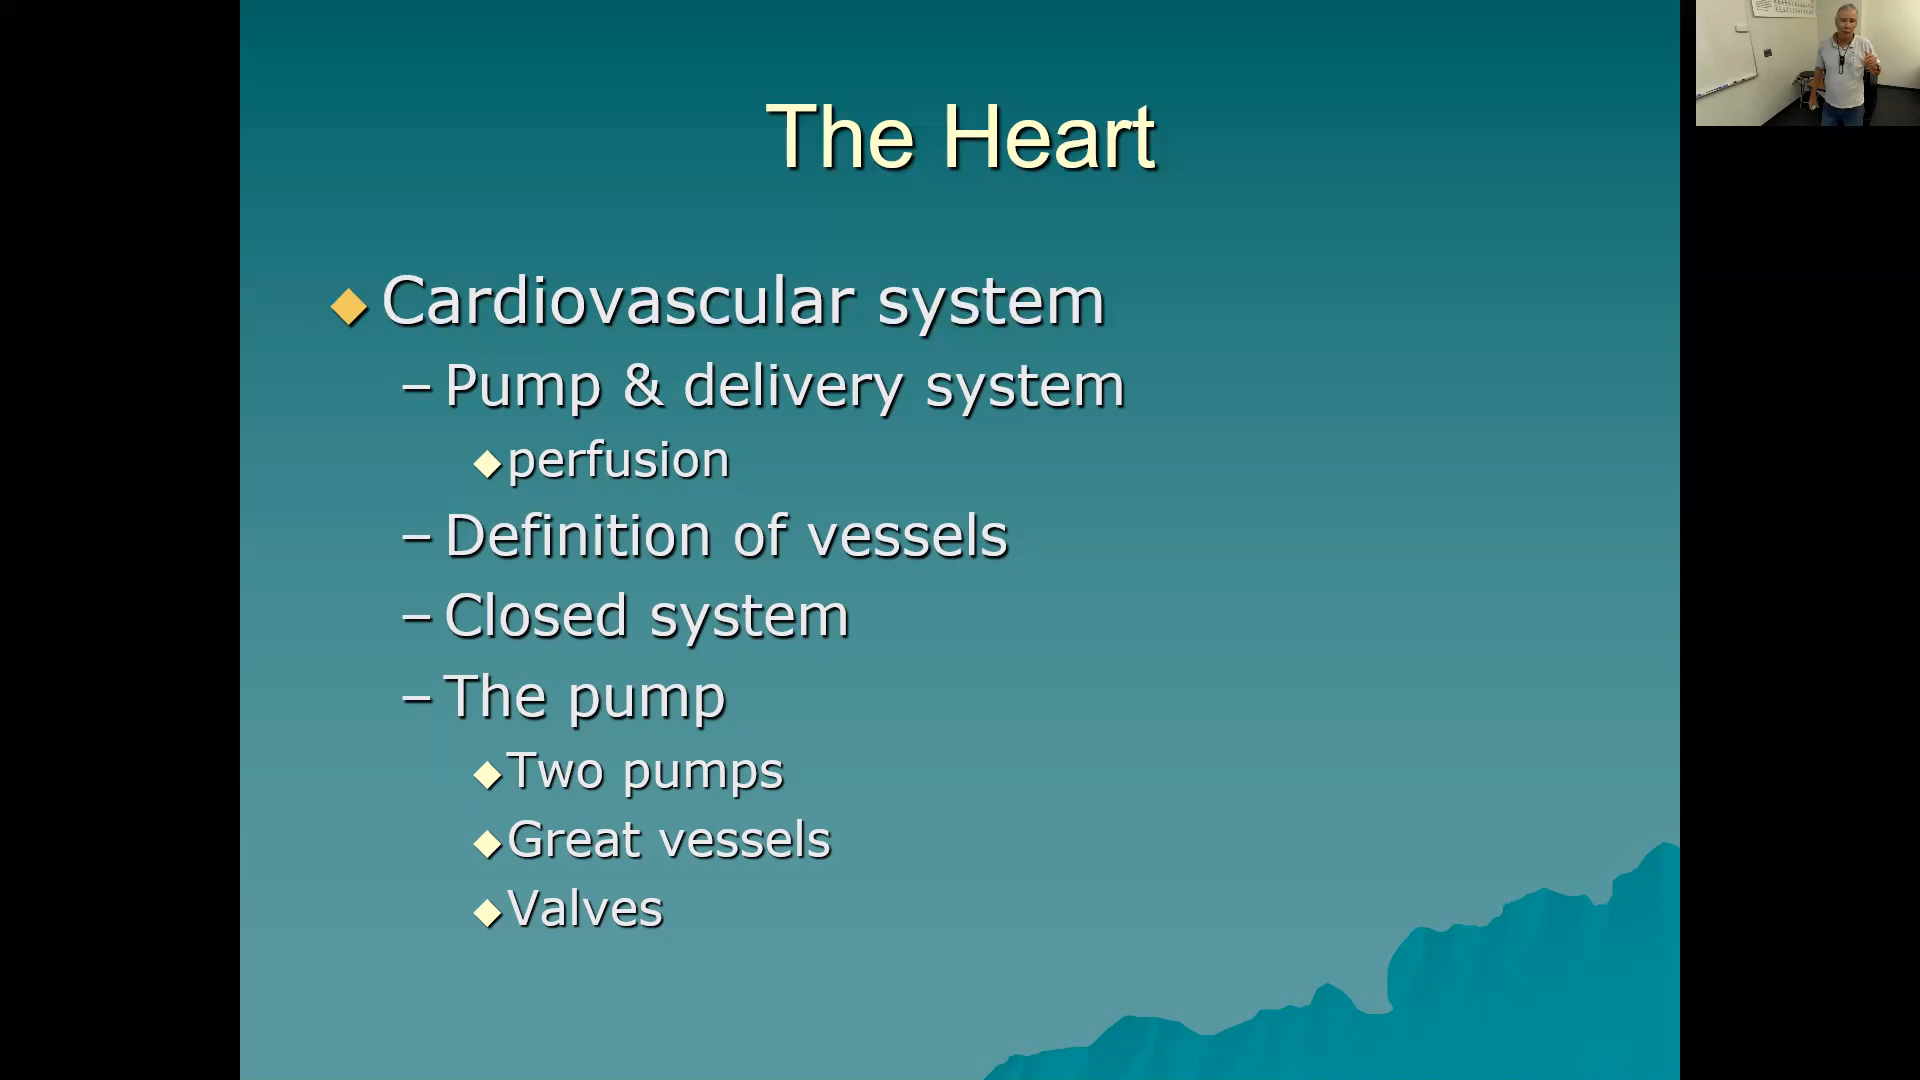 The Heart
Cardiovascular system
– Pump & delivery system
perfusion
– Definition of vessels
– Closed system
– The pump
Two pumps
Great vessels
Valves